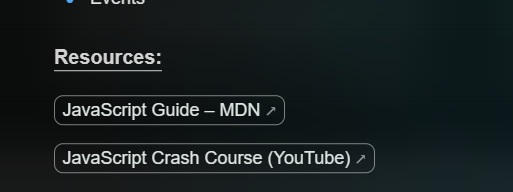 Events
Resources:
JavaScript Guide – MDN ↗
JavaScript Crash Course (YouTube) ↗